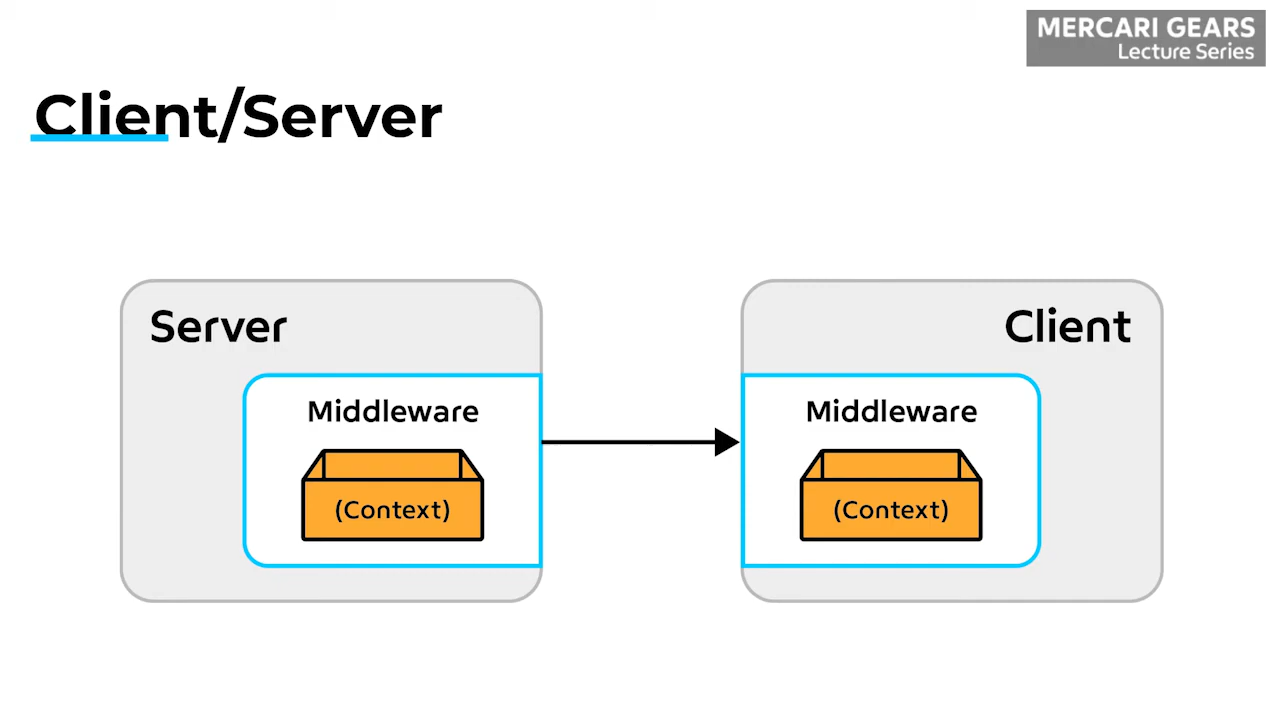 MERCARI GEARS
Lecture Series
Client/Server
Server
Client
Middleware
Middleware
(Context)
(Context)